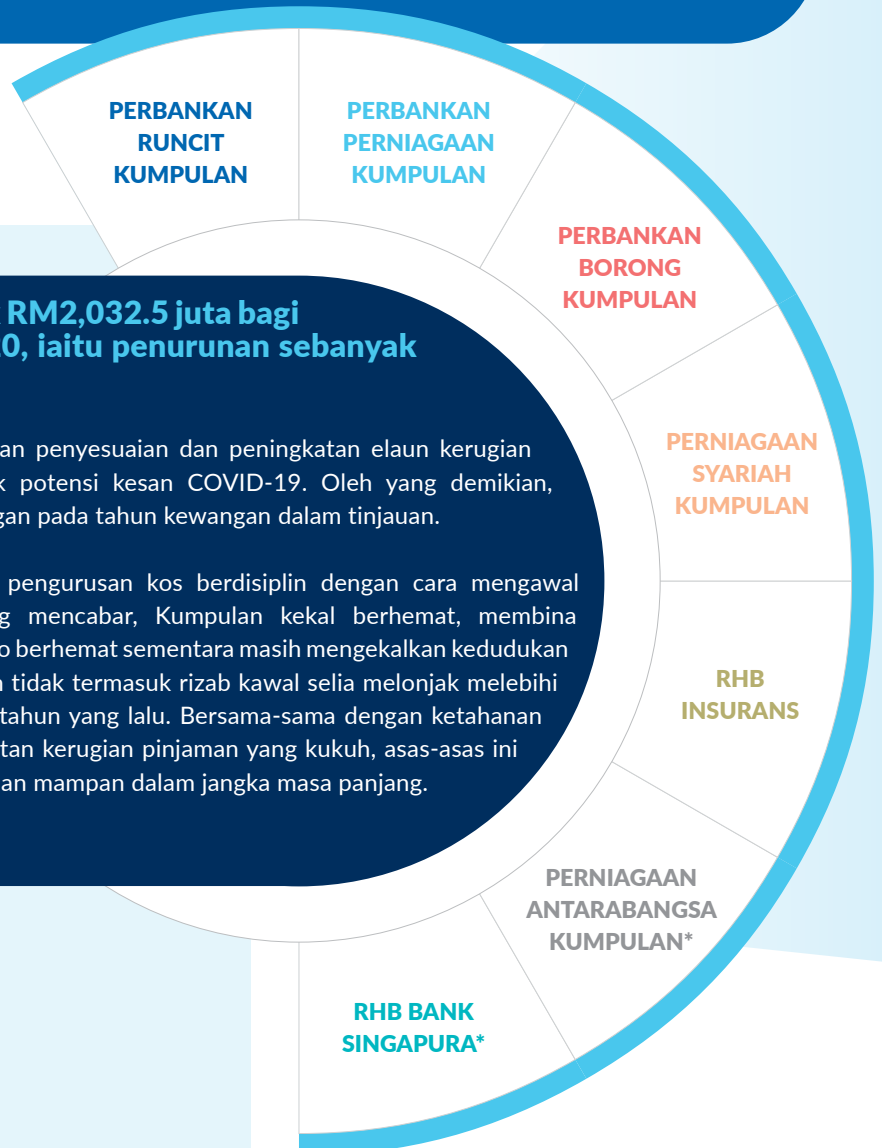 PERBANKAN
RUNCIT
KUMPULAN
PERBANKAN
PERNIAGAAN
KUMPULAN
PERBANKAN
BORONG
KUMPULAN
PERNIAGAAN
SYARIAH
KUMPULAN
RHB
INSURANS
PERNIAGAAN
ANTARABANGSA
KUMPULAN*
RHB BANK
SINGAPURA*
RM2,032.5 juta bagi
0, iaitu penurunan sebanyak
an penyesuaian dan peningkatan elaun kerugian
k potensi kesan COVID-19. Oleh yang demikian,
gan pada tahun kewangan dalam tinjauan.
pengurusan kos berdisiplin dengan cara mengawal
g mencabar, Kumpulan kekal berhemat, membina
o berhemat sementara masih mengekalkan kedudukan
n tidak termasuk rizab kawal selia melonjak melebihi
tahun yang lalu. Bersama-sama dengan ketahanan
tan kerugian pinjaman yang kukuh, asas-asas ini
an mampan dalam jangka masa panjang.